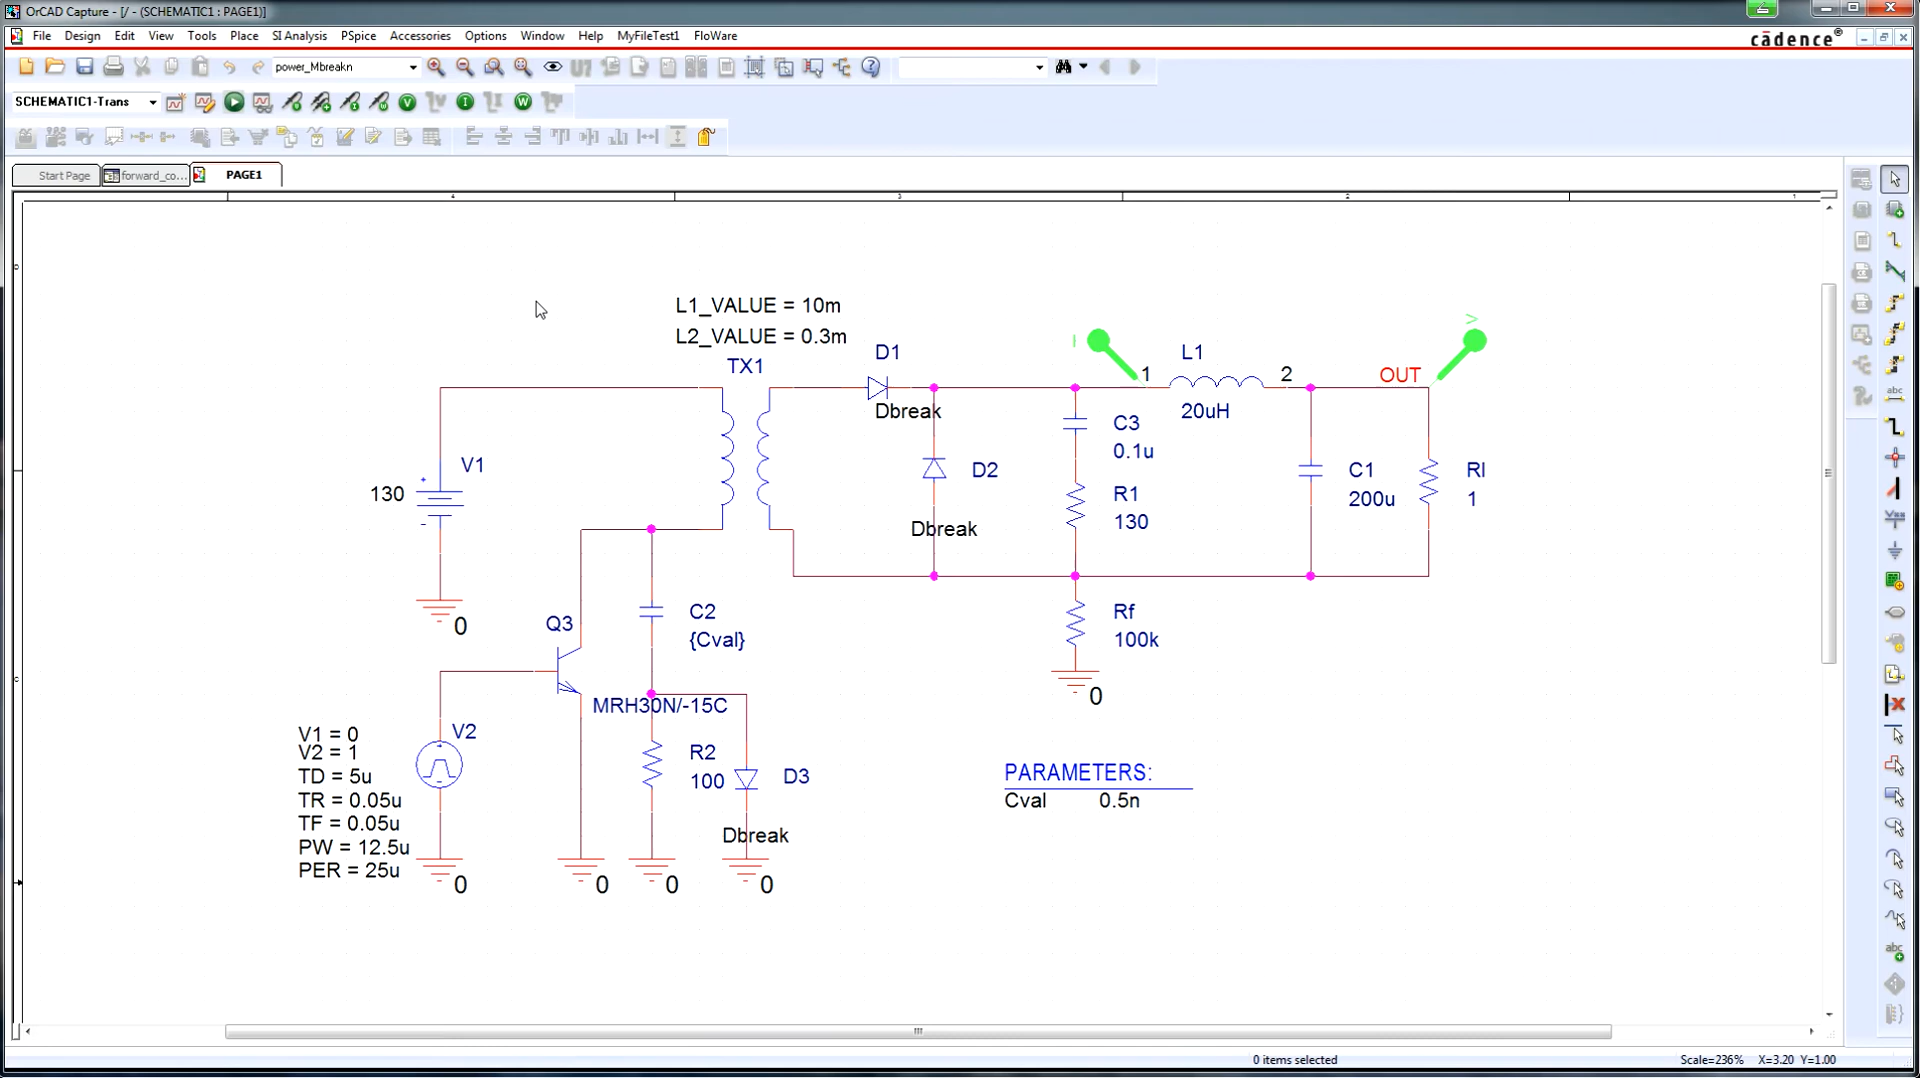 OrCAD Capture - [/ - (SCHEMATIC1 : PAGE1)]
File Design Edit View Tools Place SI Analysis PSpice Accessories Options Window Help MyFileTest1 FloWare
cādence®
power_Mbreakn
SCHEMATIC1-Trans
Start Page forward_co... PAGE1
4 3 2 1
L1_VALUE = 10m
L2_VALUE = 0.3m
TX1
D1
Dbreak
I
1
L1
2
20uH
OUT
V
V1
130
+
-
0
D2
Dbreak
C3
0.1u
R1
130
C1
200u
Rl
1
Q3
MRH30N/-15C
C2
{Cval}
Rf
100k
0
V2
V1 = 0
V2 = 1
TD = 5u
TR = 0.05u
TF = 0.05u
PW = 12.5u
PER = 25u
0
0
R2
100
0
D3
Dbreak
0
PARAMETERS:
Cval 0.5n
0 items selected
Scale=236% X=3.20 Y=1.00